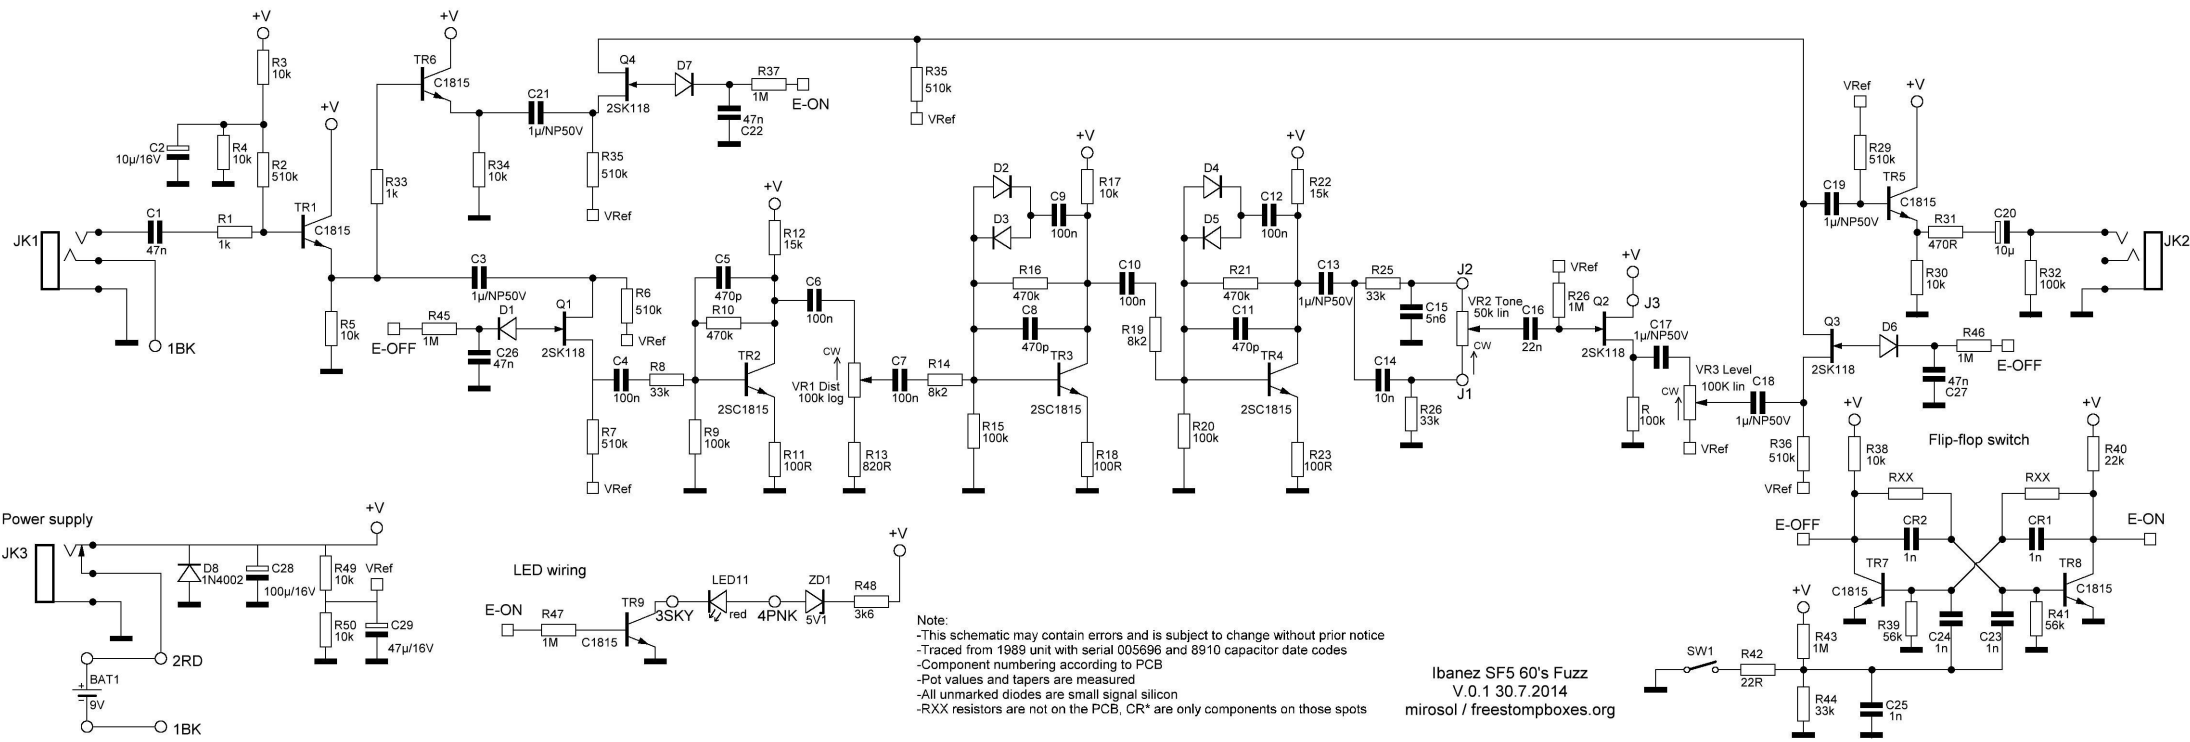 +V
R3
10k
C2
10µ/16V
R4
10k
R2
510k
+V
TR1
C1815
JK1
C1
47n
R1
1k
1BK
R5
10k
R33
1k
+V
TR6
C1815
R34
10k
C21
1µ/NP50V
R35
510k
VRef
Q4
2SK118
D7
R37
1M
E-ON
47n
C22
R35
510k
VRef
C3
1µ/NP50V
E-OFF
R45
1M
D1
C26
47n
Q1
2SK118
R6
510k
VRef
C4
100n
R7
510k
VRef
R8
33k
R9
100k
C5
470p
R10
470k
+V
R12
15k
TR2
2SC1815
R11
100R
C6
100n
CW
VR1 Dist
100k log
R13
820R
C7
100n
R14
8k2
R15
100k
D2
D3
C9
100n
+V
R17
10k
R16
470k
C8
470p
TR3
2SC1815
R18
100R
C10
100n
R19
8k2
R20
100k
D4
D5
C12
100n
+V
R22
15k
R21
470k
C11
470p
TR4
2SC1815
R23
100R
C13
1µ/NP50V
R25
33k
C15
5n6
C14
10n
R26
33k
J2
VR2 Tone
50k lin
CW
J1
C16
22n
VRef
R26
1M
+V
J3
Q2
2SK118
C17
1µ/NP50V
R
100k
VR3 Level
100K lin
CW
VRef
C18
1µ/NP50V
R36
510k
VRef
Q3
2SK118
D6
R46
1M
E-OFF
47n
C27
VRef
R29
510k
C19
1µ/NP50V
+V
TR5
C1815
R30
10k
R31
470R
C20
10µ
R32
100k
JK2
Flip-flop switch
+V
R38
10k
+V
R40
22k
RXX
RXX
E-OFF
CR2
1n
CR1
1n
E-ON
TR7
C1815
TR8
C1815
R39
56k
C24
1n
C23
1n
R41
56k
+V
R43
1M
SW1
R42
22R
R44
33k
C25
1n
Power supply
JK3
D8
1N4002
C28
100µ/16V
+V
R49
10k
VRef
R50
10k
C29
47µ/16V
2RD
BAT1
9V
1BK
LED wiring
E-ON
R47
1M
TR9
C1815
3SKY
LED11
red
4PNK
ZD1
5V1
R48
3k6
+V
Note:
-This schematic may contain errors and is subject to change without prior notice
-Traced from 1989 unit with serial 005696 and 8910 capacitor date codes
-Component numbering according to PCB
-Pot values and tapers are measured
-All unmarked diodes are small signal silicon
-RXX resistors are not on the PCB, CR* are only components on those spots
Ibanez SF5 60's Fuzz
V.0.1 30.7.2014
mirosol / freestompboxes.org